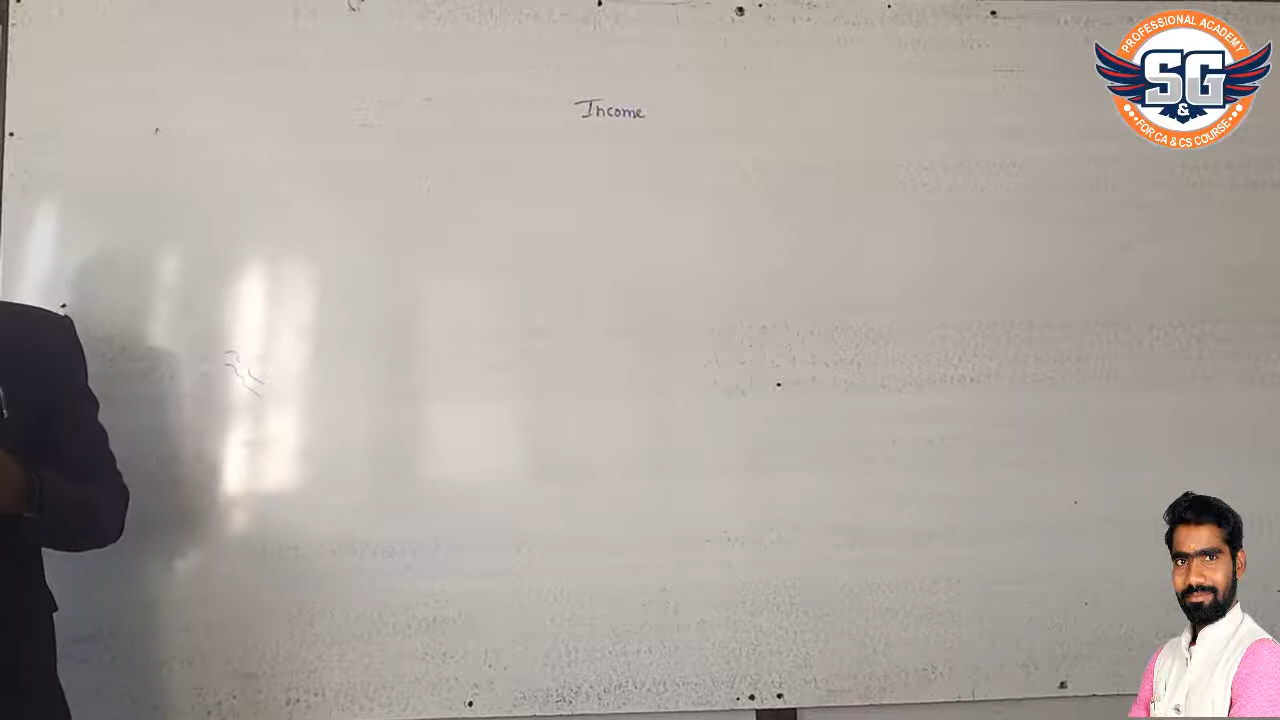 Income
PROFESSIONAL ACADEMY
SG
&
FOR CA & CS COURSE